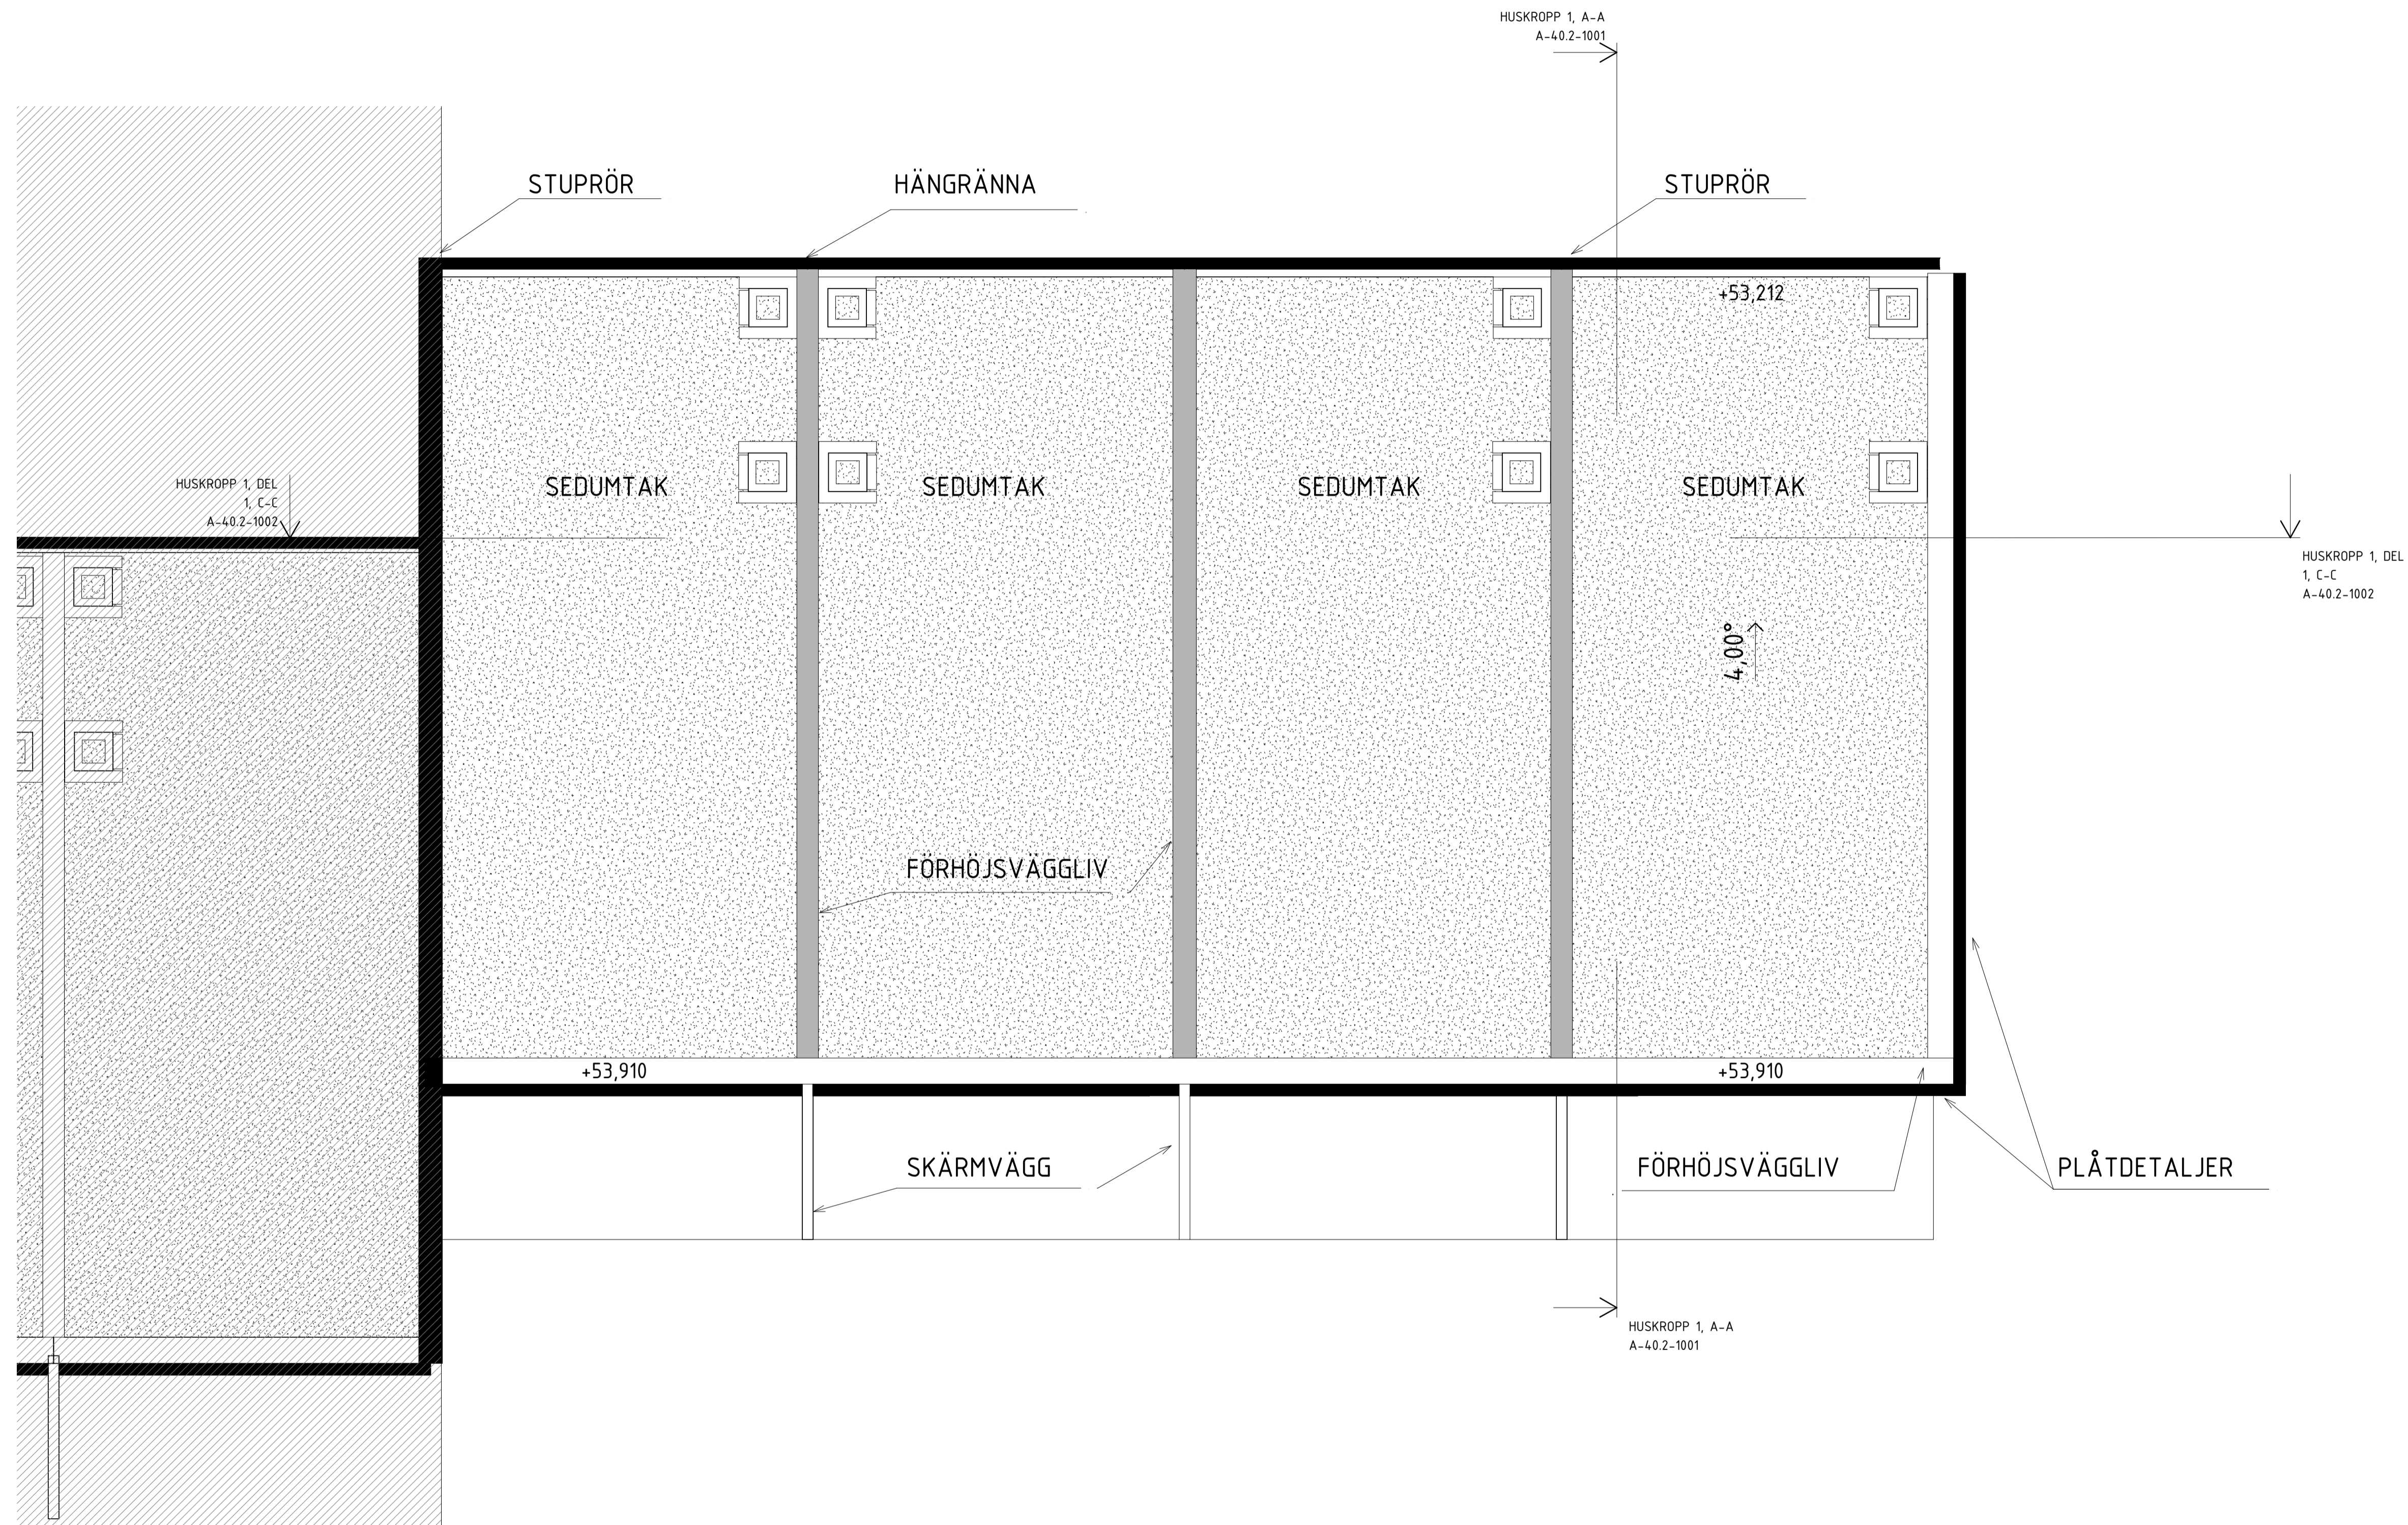 HUSKROPP 1, A-A
A-40.2-1001
STUPRÖR
HÄNGRÄNNA
STUPRÖR
+53,212
HUSKROPP 1, DEL
1, C-C
A-40.2-1002
SEDUMTAK
SEDUMTAK
SEDUMTAK
SEDUMTAK
HUSKROPP 1, DEL
1, C-C
A-40.2-1002
4,00°
FÖRHÖJSVÄGGLIV
+53,910
+53,910
SKÄRMVÄGG
FÖRHÖJSVÄGGLIV
PLÅTDETALJER
HUSKROPP 1, A-A
A-40.2-1001